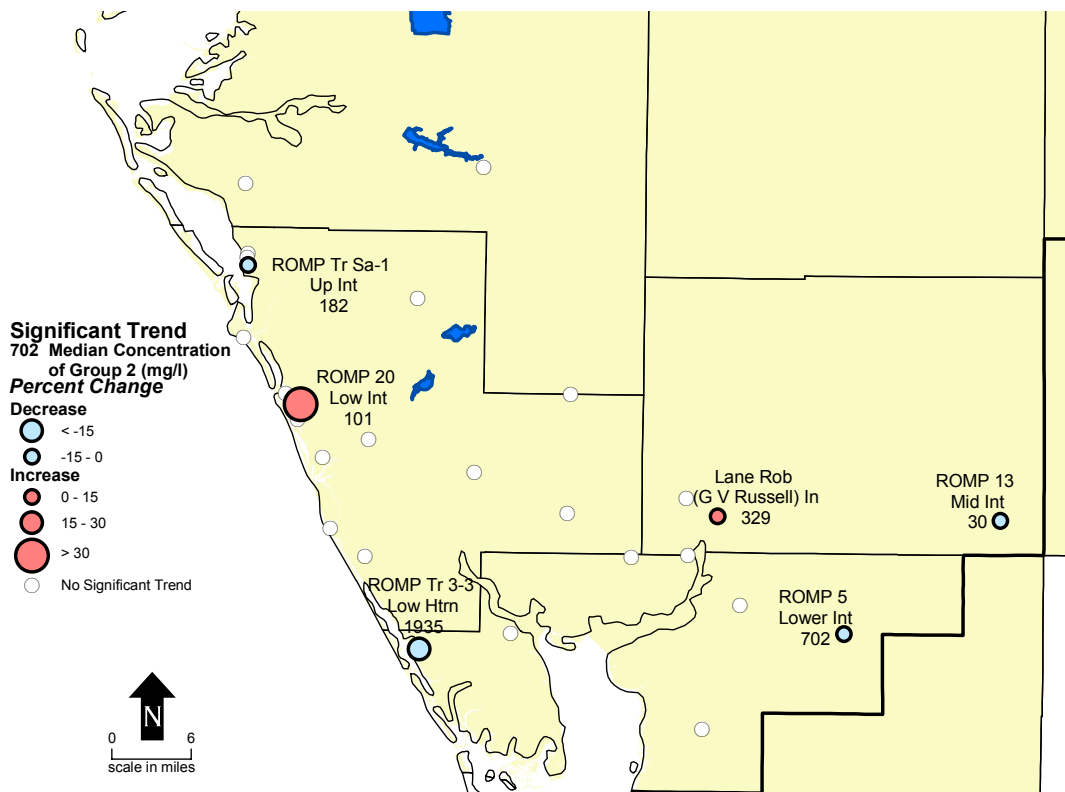 ROMP Tr Sa-1
Up Int
182
Significant Trend
702 Median Concentration
of Group 2 (mg/l)
Percent Change
Decrease
< -15
-15 - 0
Increase
0 - 15
15 - 30
> 30
No Significant Trend
ROMP 20
Low Int
101
Lane Rob
(G V Russell) In
329
ROMP 13
Mid Int
30
ROMP Tr 3-3
Low Htrn
1935
ROMP 5
Lower Int
702
N
0 6
scale in miles